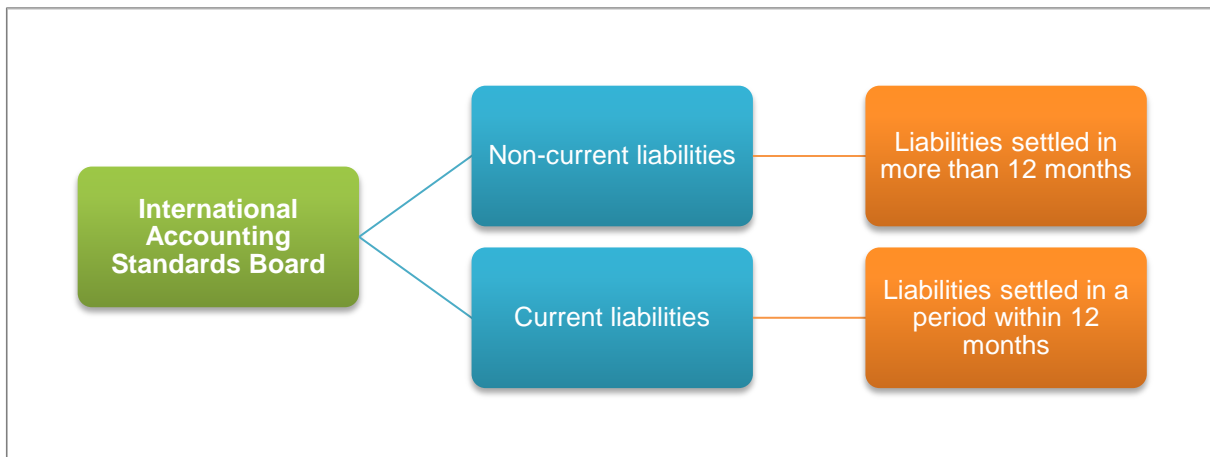 International
Accounting
Standards Board
Non-current liabilities
Liabilities settled in
more than 12 months
Current liabilities
Liabilities settled in a
period within 12
months